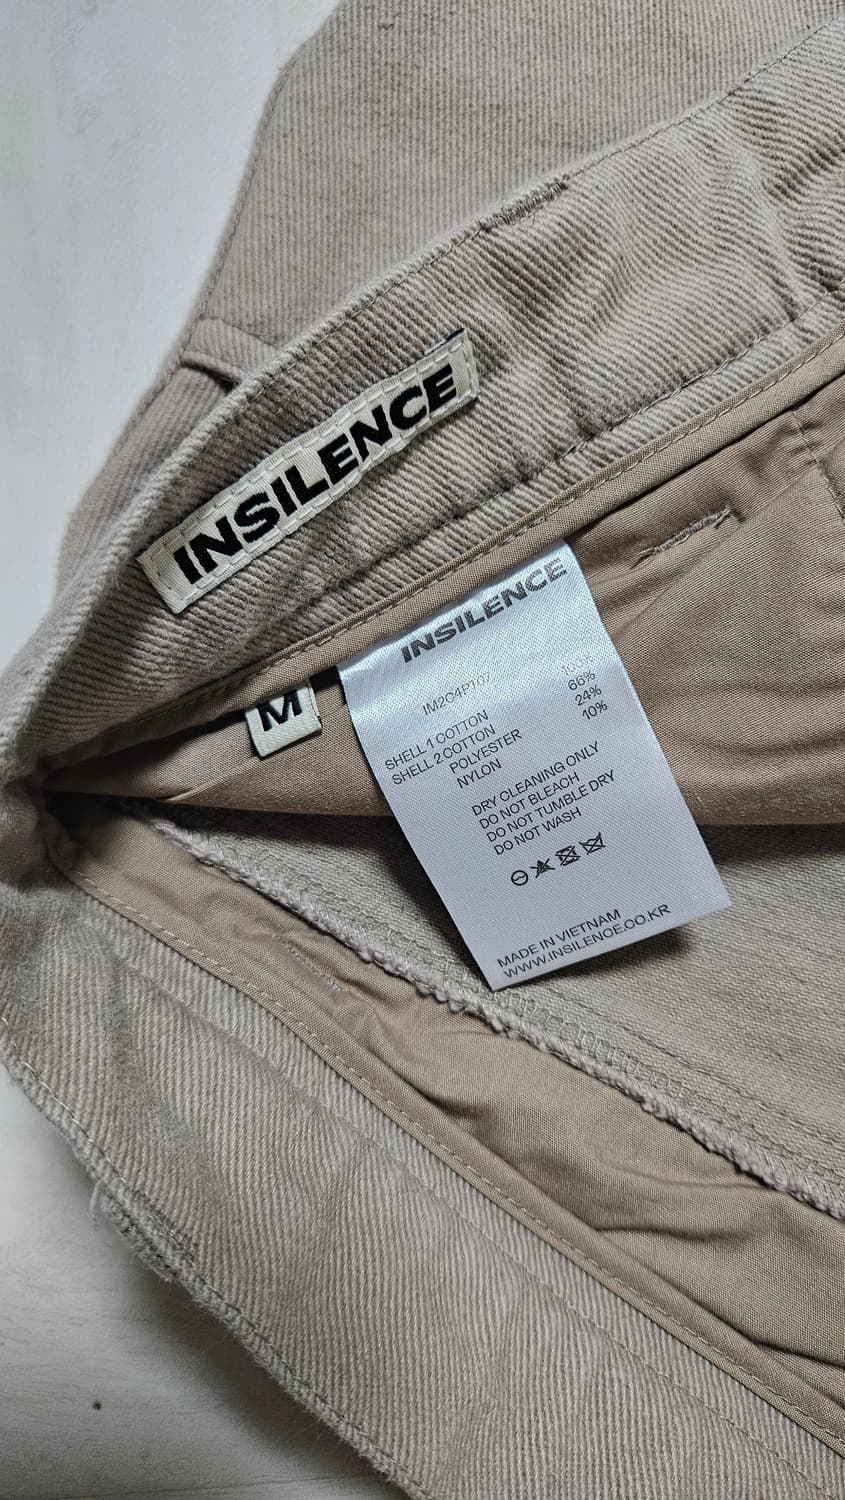 INSILENCE
M
INSILENCE
IM2O4PT07
SHELL 1 COTTON 100%
SHELL 2 COTTON 66%
POLYESTER 24%
NYLON 10%
DRY CLEANING ONLY
DO NOT BLEACH
DO NOT TUMBLE DRY
DO NOT WASH
MADE IN VIETNAM
WWW.INSILENCE.CO.KR